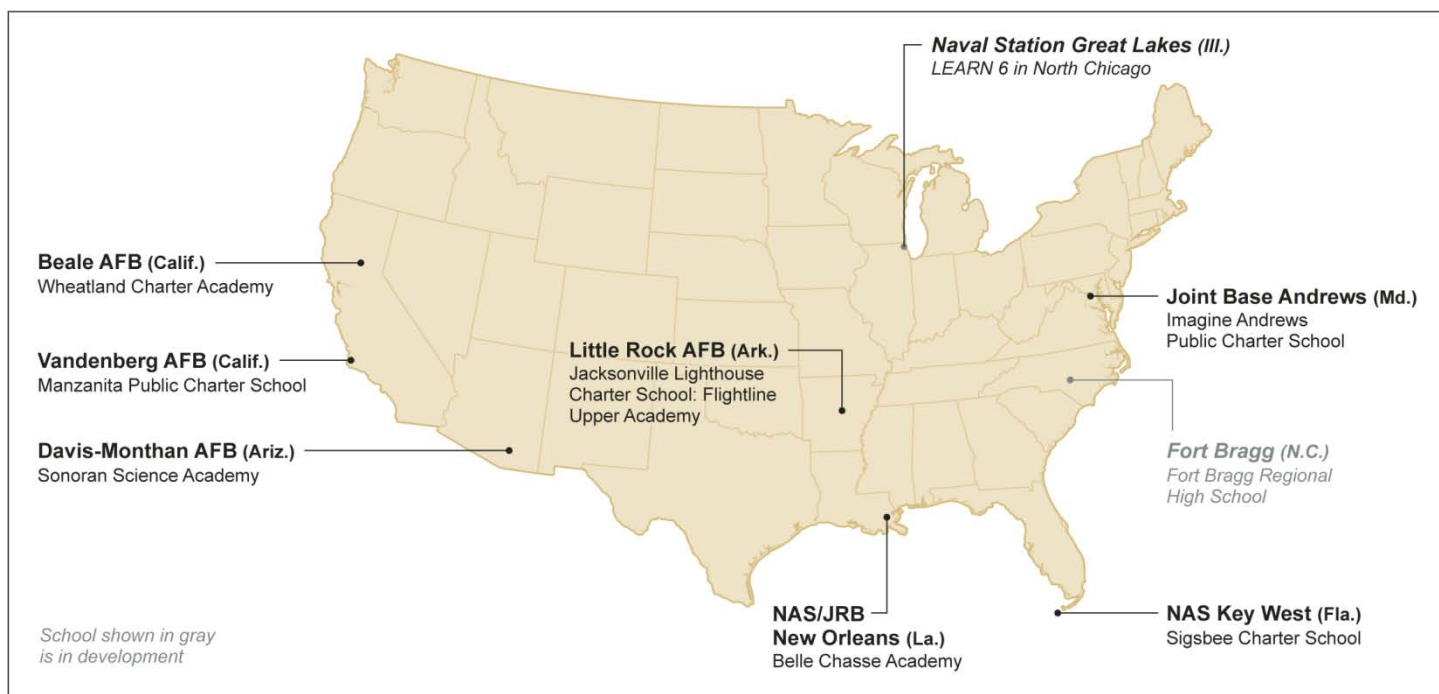 Naval Station Great Lakes (Ill.)
LEARN 6 in North Chicago
Beale AFB (Calif.)
Wheatland Charter Academy
Vandenberg AFB (Calif.)
Manzanita Public Charter School
Davis-Monthan AFB (Ariz.)
Sonoran Science Academy
Little Rock AFB (Ark.)
Jacksonville Lighthouse
Charter School: Flightline
Upper Academy
Joint Base Andrews (Md.)
Imagine Andrews
Public Charter School
Fort Bragg (N.C.)
Fort Bragg Regional
High School
NAS/JRB
New Orleans (La.)
Belle Chasse Academy
NAS Key West (Fla.)
Sigsbee Charter School
School shown in gray
is in development